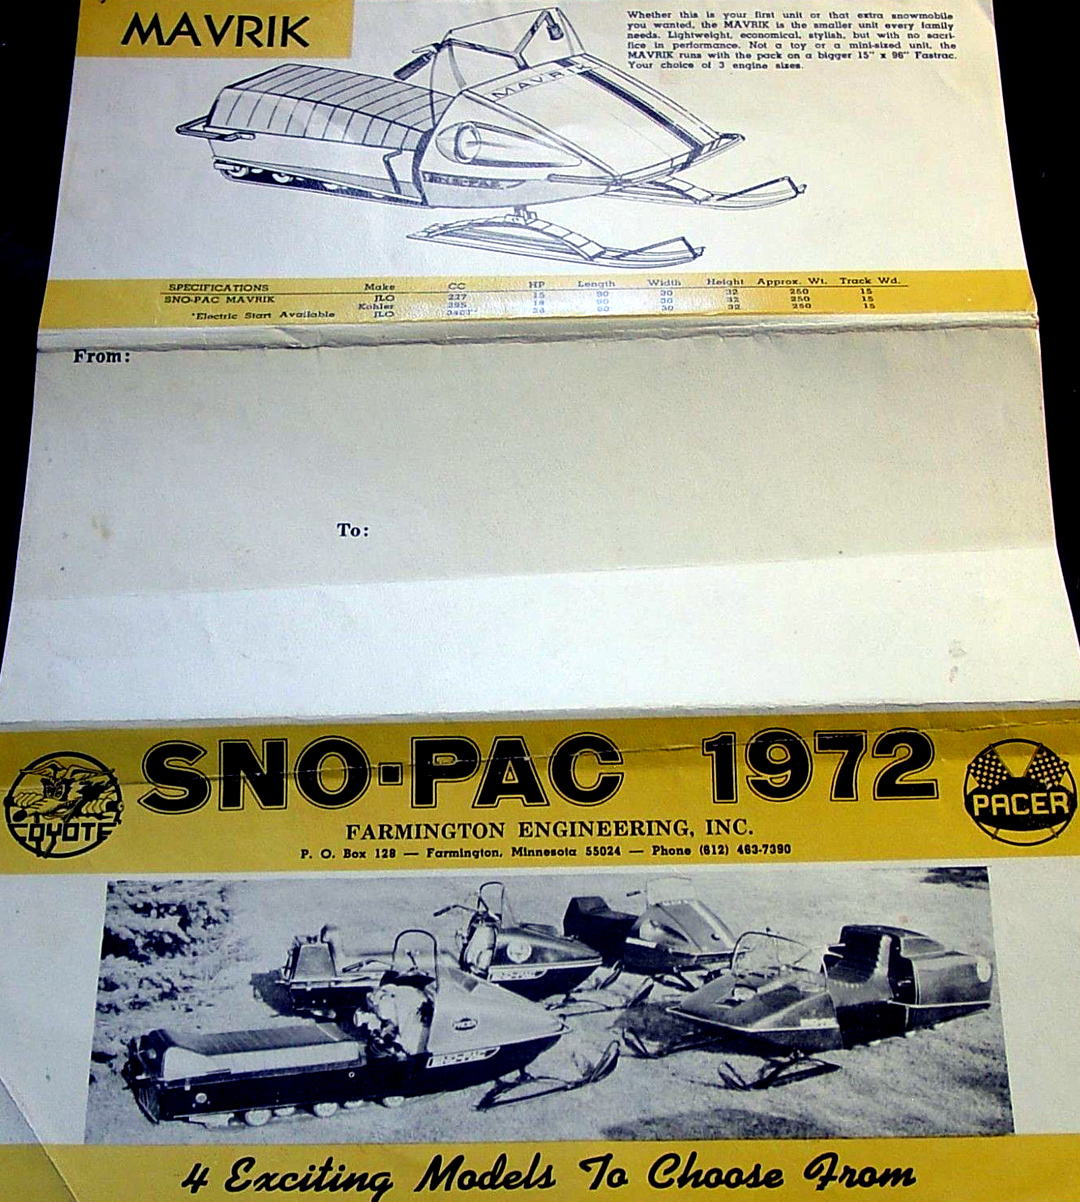 MAVRIK
Whether this is your first unit or that extra snowmobile
you wanted, the MAVRIK is the smaller unit every family
needs. Lightweight, economical, stylish, but with no sacri-
fice in performance. Not a toy or a mini-sized unit, the
MAVRIK runs with the pack on a bigger 15" x 96" Fastrac.
Your choice of 3 engine sizes.
MAVRIK
SPECIFICATIONS Make CC HP Length Width Height Approx. Wt. Track Wd.
SNO-PAC MAVRIK JLO 227 15 90 30 32 250 15
Kohler 295 18 90 30 32 250 15
*Electric Start Available JLO 90 30 32 250 15
From:
To:
COYOTE
SNO-PAC 1972
PACER
FARMINGTON ENGINEERING, INC.
P. O. Box 128 — Farmington, Minnesota 55024 — Phone (612) 463-7390
4 Exciting Models To Choose From